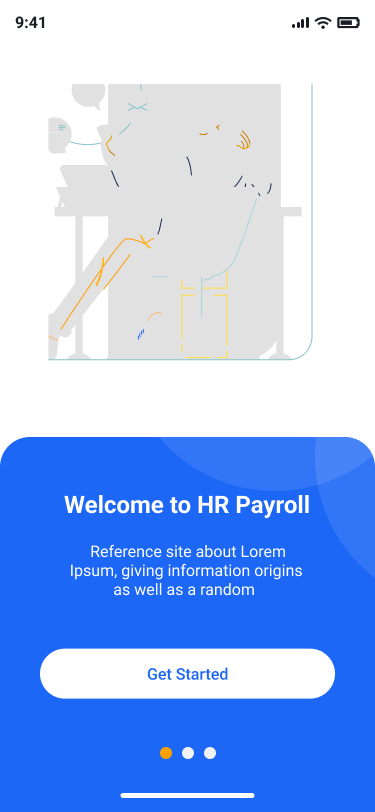 9:41
Welcome to HR Payroll
Reference site about Lorem
Ipsum, giving information origins
as well as a random
Get Started